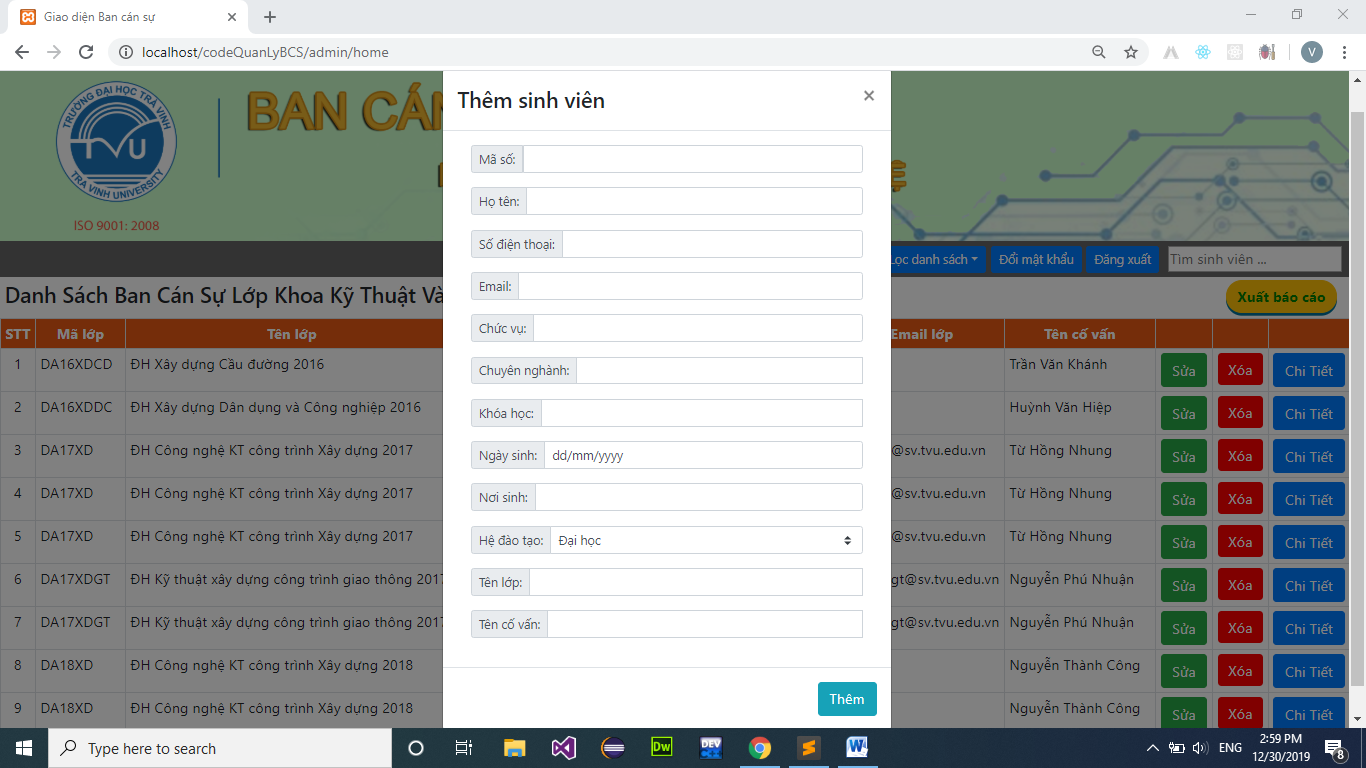 Giao diện Ban cán sự
localhost/codeQuanLyBCS/admin/home
V
TRƯỜNG ĐẠI HỌC TRÀ VINH
TVU
TRA VINH UNIVERSITY
ISO 9001: 2008
BAN CÁN
Thêm sinh viên ×
Mã số:
Họ tên:
Số điện thoại:
Email:
Chức vụ:
Chuyên nghành:
Khóa học:
Ngày sinh: dd/mm/yyyy
Nơi sinh:
Hệ đào tạo: Đại học
Tên lớp:
Tên cố vấn:
Thêm
Lọc danh sách Đổi mật khẩu Đăng xuất Tìm sinh viên ...
Danh Sách Ban Cán Sự Lớp Khoa Kỹ Thuật Và
Xuất báo cáo
STT Mã lớp Tên lớp Email lớp Tên cố vấn
1 DA16XDCD ĐH Xây dựng Cầu đường 2016 Trần Văn Khánh Sửa Xóa Chi Tiết
2 DA16XDDC ĐH Xây dựng Dân dụng và Công nghiệp 2016 Huỳnh Văn Hiệp Sửa Xóa Chi Tiết
3 DA17XD ĐH Công nghệ KT công trình Xây dựng 2017 @sv.tvu.edu.vn Từ Hồng Nhung Sửa Xóa Chi Tiết
4 DA17XD ĐH Công nghệ KT công trình Xây dựng 2017 @sv.tvu.edu.vn Từ Hồng Nhung Sửa Xóa Chi Tiết
5 DA17XD ĐH Công nghệ KT công trình Xây dựng 2017 @sv.tvu.edu.vn Từ Hồng Nhung Sửa Xóa Chi Tiết
6 DA17XDGT ĐH Kỹ thuật xây dựng công trình giao thông 2017 gt@sv.tvu.edu.vn Nguyễn Phú Nhuận Sửa Xóa Chi Tiết
7 DA17XDGT ĐH Kỹ thuật xây dựng công trình giao thông 2017 gt@sv.tvu.edu.vn Nguyễn Phú Nhuận Sửa Xóa Chi Tiết
8 DA18XD ĐH Công nghệ KT công trình Xây dựng 2018 Nguyễn Thành Công Sửa Xóa Chi Tiết
9 DA18XD ĐH Công nghệ KT công trình Xây dựng 2018 Nguyễn Thành Công Sửa Xóa Chi Tiết
Type here to search
Dw
DEV
ENG
2:59 PM
12/30/2019
8